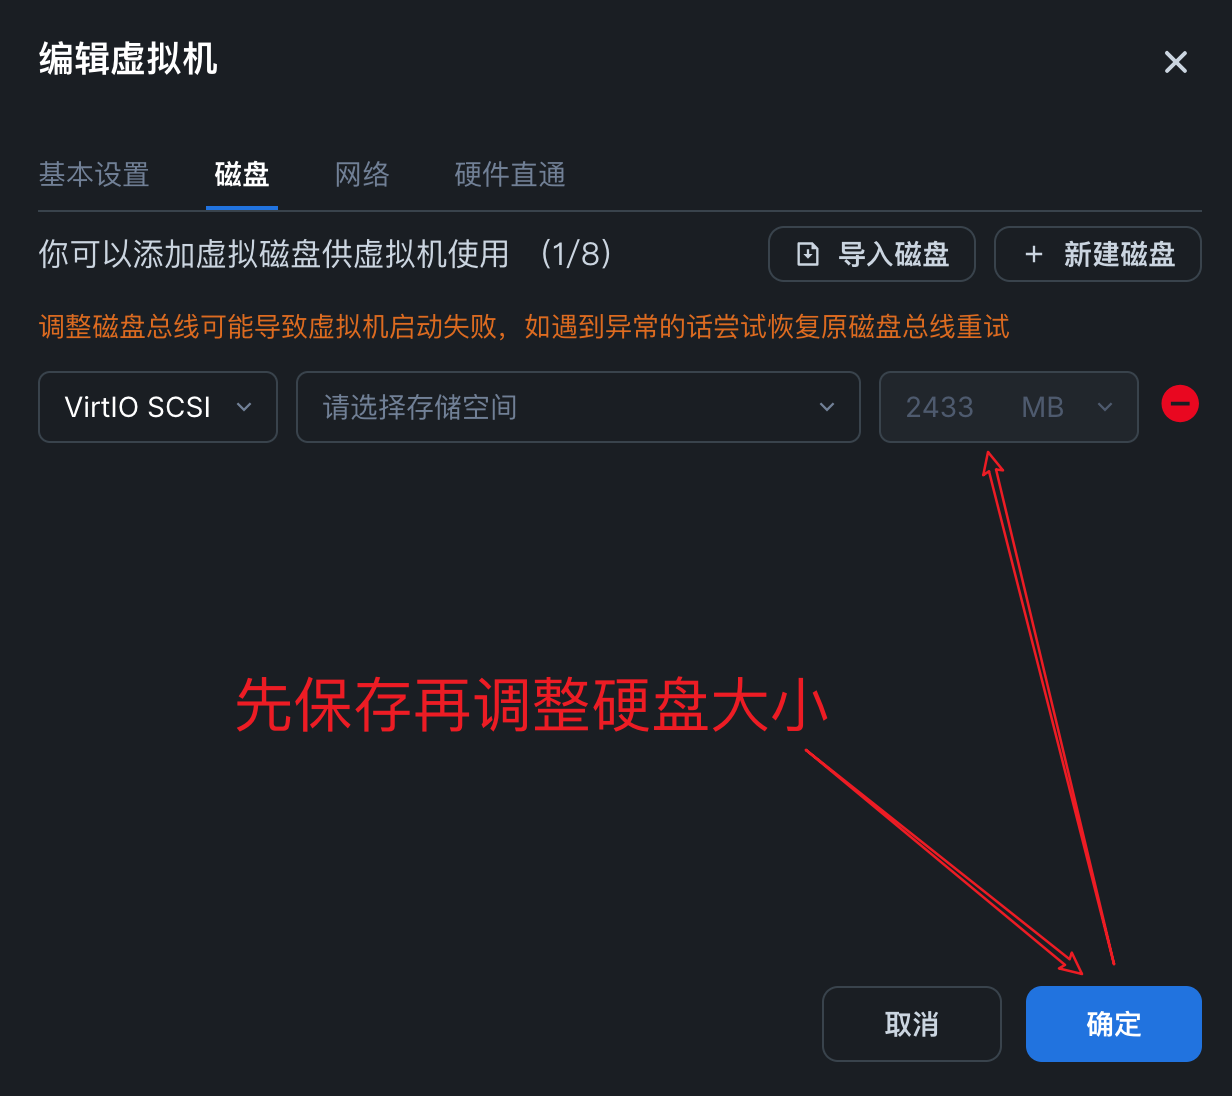 编辑虚拟机
基本设置 磁盘 网络 硬件直通
你可以添加虚拟磁盘供虚拟机使用 (1/8) 导入磁盘 + 新建磁盘
调整磁盘总线可能导致虚拟机启动失败，如遇到异常的话尝试恢复原磁盘总线重试
VirtIO SCSI 请选择存储空间 2433 MB
先保存再调整硬盘大小
取消 确定